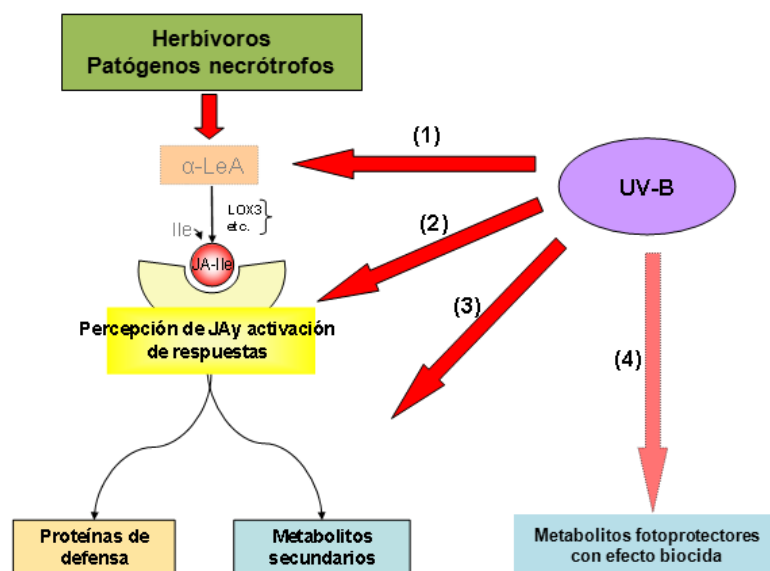 Herbívoros
Patógenos necrótrofos
(1)
α-LeA
UV-B
LOX3
etc.
Ile
(2)
JA-Ile
(3)
Percepción de JAy activación
de respuestas
(4)
Proteínas de
defensa
Metabolitos
secundarios
Metabolitos fotoprotectores
con efecto biocida